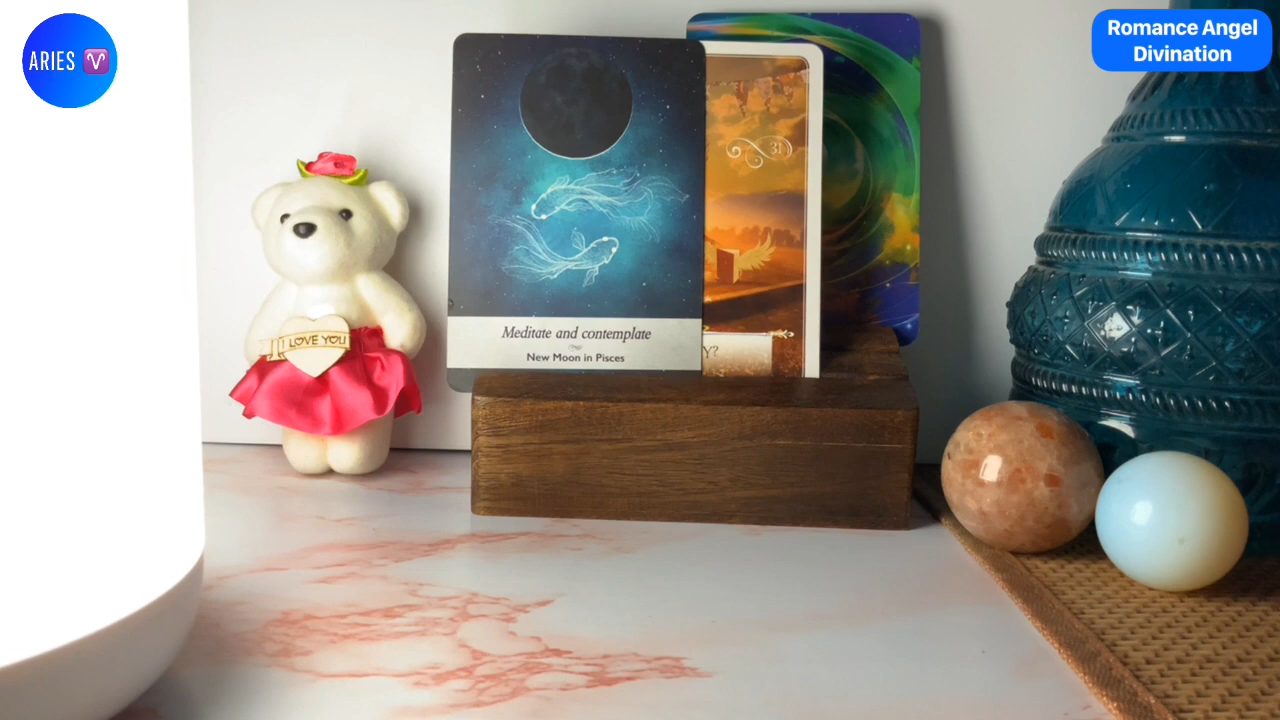 ARIES ♈
Romance Angel
Divination
31
Meditate and contemplate
New Moon in Pisces
Y?
I LOVE YOU